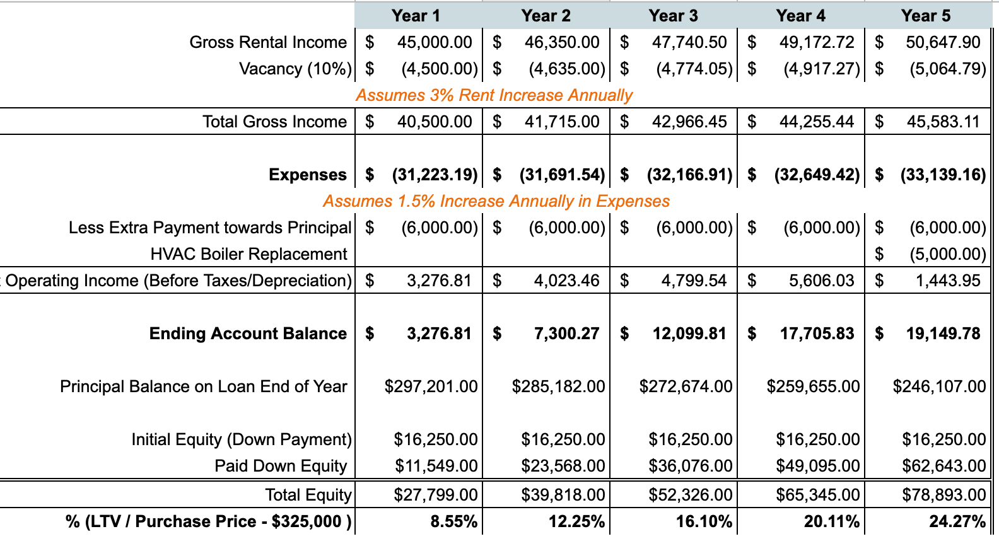 Year 1 Year 2 Year 3 Year 4 Year 5
Gross Rental Income $ 45,000.00 $ 46,350.00 $ 47,740.50 $ 49,172.72 $ 50,647.90
Vacancy (10%) $ (4,500.00) $ (4,635.00) $ (4,774.05) $ (4,917.27) $ (5,064.79)
Assumes 3% Rent Increase Annually
Total Gross Income $ 40,500.00 $ 41,715.00 $ 42,966.45 $ 44,255.44 $ 45,583.11
Expenses $ (31,223.19) $ (31,691.54) $ (32,166.91) $ (32,649.42) $ (33,139.16)
Assumes 1.5% Increase Annually in Expenses
Less Extra Payment towards Principal $ (6,000.00) $ (6,000.00) $ (6,000.00) $ (6,000.00) $ (6,000.00)
HVAC Boiler Replacement $ (5,000.00)
Operating Income (Before Taxes/Depreciation) $ 3,276.81 $ 4,023.46 $ 4,799.54 $ 5,606.03 $ 1,443.95
Ending Account Balance $ 3,276.81 $ 7,300.27 $ 12,099.81 $ 17,705.83 $ 19,149.78
Principal Balance on Loan End of Year $297,201.00 $285,182.00 $272,674.00 $259,655.00 $246,107.00
Initial Equity (Down Payment) $16,250.00 $16,250.00 $16,250.00 $16,250.00 $16,250.00
Paid Down Equity $11,549.00 $23,568.00 $36,076.00 $49,095.00 $62,643.00
Total Equity $27,799.00 $39,818.00 $52,326.00 $65,345.00 $78,893.00
% (LTV / Purchase Price - $325,000 ) 8.55% 12.25% 16.10% 20.11% 24.27%